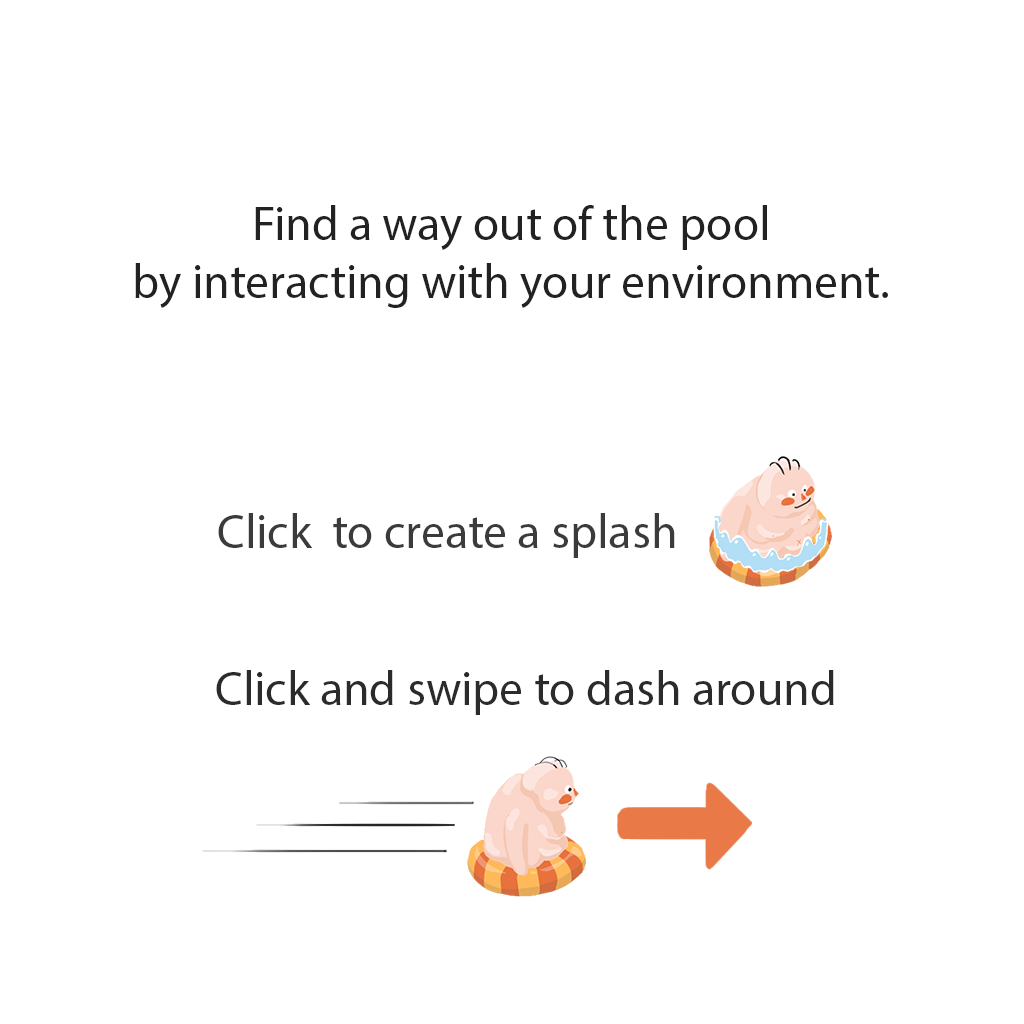 Find a way out of the pool
by interacting with your environment.
Click to create a splash
Click and swipe to dash around